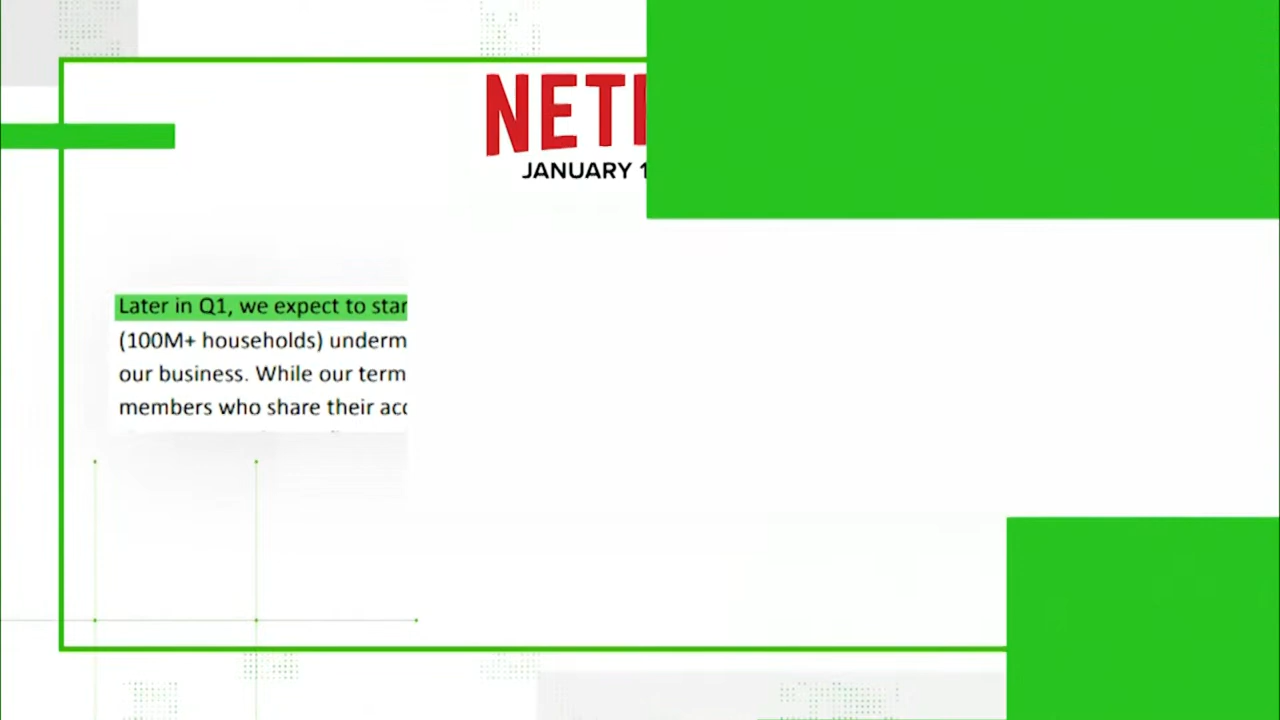 NETF
JANUARY 1
Later in Q1, we expect to star
(100M+ households) underm
our business. While our term
members who share their acc